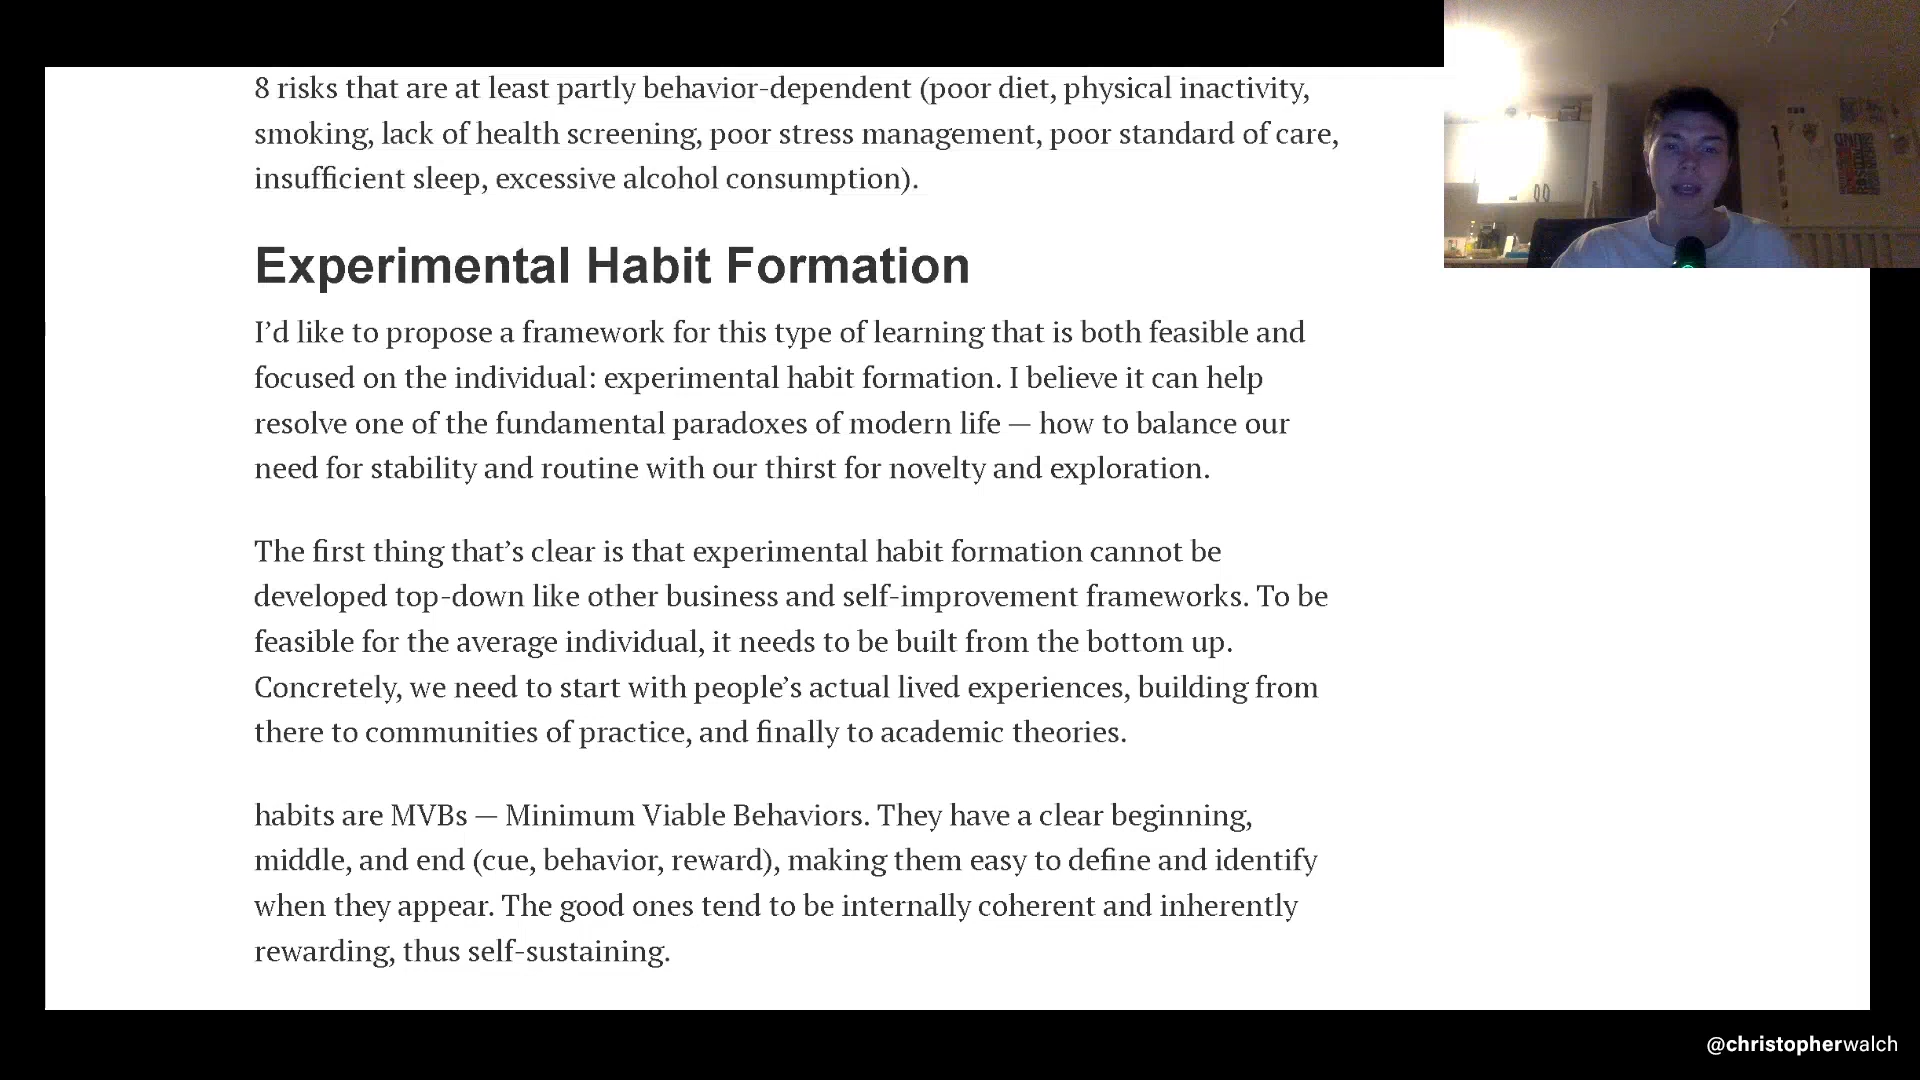 8 risks that are at least partly behavior-dependent (poor diet, physical inactivity,
smoking, lack of health screening, poor stress management, poor standard of care,
insufficient sleep, excessive alcohol consumption).
Experimental Habit Formation
I’d like to propose a framework for this type of learning that is both feasible and
focused on the individual: experimental habit formation. I believe it can help
resolve one of the fundamental paradoxes of modern life — how to balance our
need for stability and routine with our thirst for novelty and exploration.
The first thing that’s clear is that experimental habit formation cannot be
developed top-down like other business and self-improvement frameworks. To be
feasible for the average individual, it needs to be built from the bottom up.
Concretely, we need to start with people’s actual lived experiences, building from
there to communities of practice, and finally to academic theories.
habits are MVBs — Minimum Viable Behaviors. They have a clear beginning,
middle, and end (cue, behavior, reward), making them easy to define and identify
when they appear. The good ones tend to be internally coherent and inherently
rewarding, thus self-sustaining.
@christopherwalch